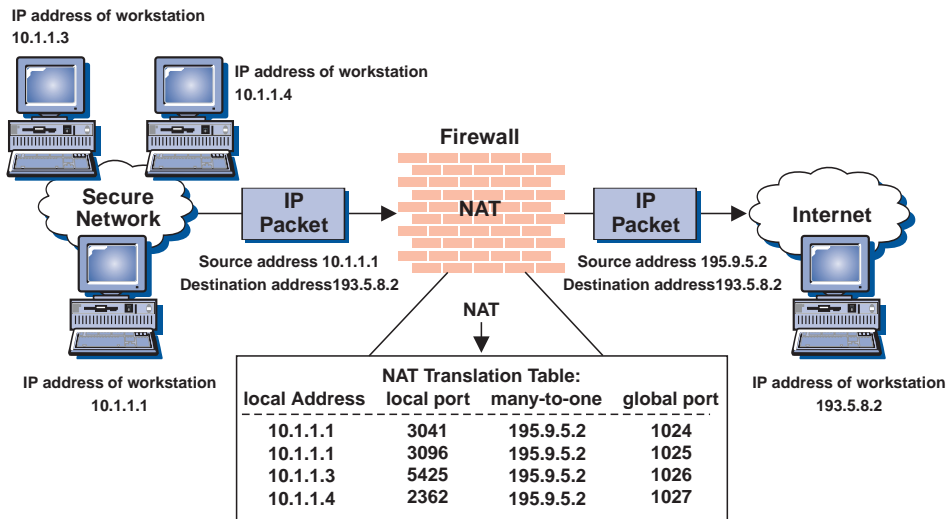 IP address of workstation
10.1.1.3
IP address of workstation
10.1.1.4
Firewall
Secure
Network
IP
Packet
NAT
IP
Packet
Internet
Source address 10.1.1.1
Destination address193.5.8.2
Source address 195.9.5.2
Destination address193.5.8.2
NAT
IP address of workstation
10.1.1.1
IP address of workstation
193.5.8.2
NAT Translation Table:
local Address local port many-to-one global port
10.1.1.1 3041 195.9.5.2 1024
10.1.1.1 3096 195.9.5.2 1025
10.1.1.3 5425 195.9.5.2 1026
10.1.1.4 2362 195.9.5.2 1027